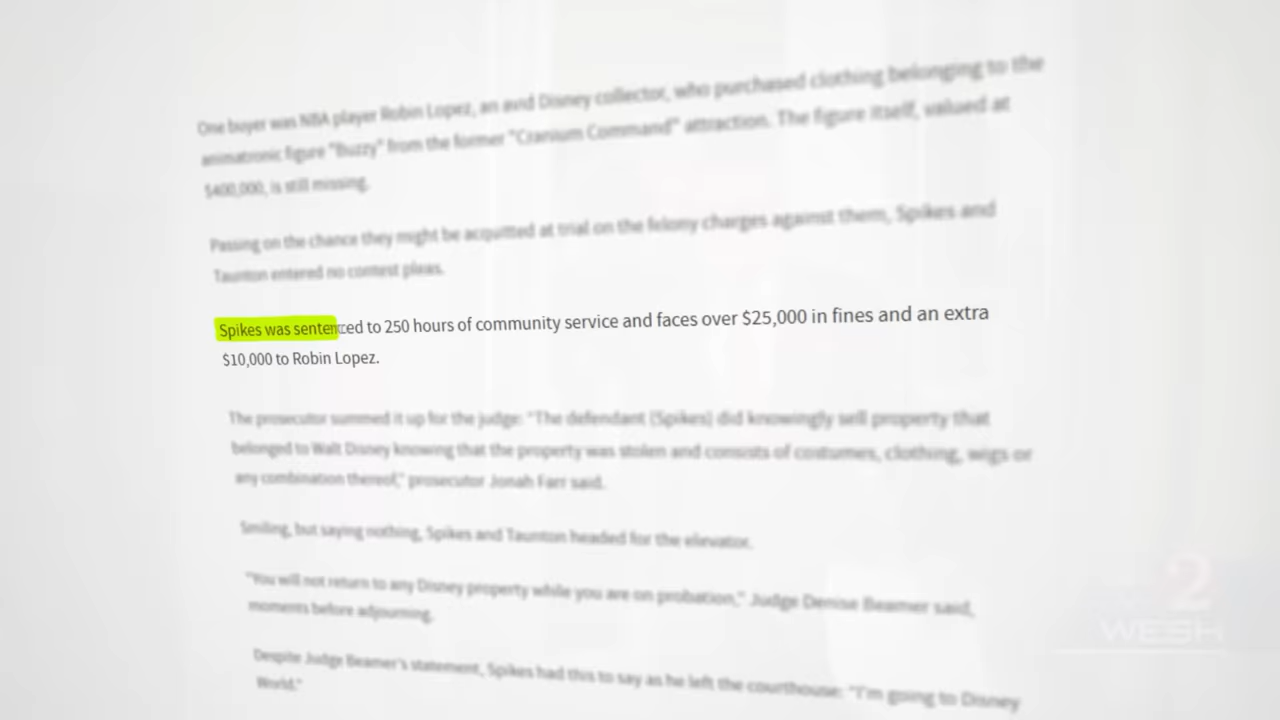 One buyer was NBA player Robin Lopez, an avid Disney collector, who purchased clothing belonging to the
animatronic figure "Buzzy" from the former "Cranium Command" attraction. The figure itself, valued at
$400,000, is still missing.
Passing on the chance they might be acquitted at trial on the felony charges against them, Spikes and
Taunton entered no contest pleas.
Spikes was sentenced to 250 hours of community service and faces over $25,000 in fines and an extra
$10,000 to Robin Lopez.
The prosecutor summed it up for the judge: "The defendant (Spikes) did knowingly sell property that
belonged to Walt Disney knowing that the property was stolen and consists of costumes, clothing, wigs or
any combination thereof," prosecutor Jonah Farr said.
Smiling, but saying nothing, Spikes and Taunton headed for the elevator.
"You will not return to any Disney property while you are on probation," Judge Denise Beamer said,
moments before adjourning.
Despite Judge Beamer's statement, Spikes had this to say as he left the courthouse: "I'm going to Disney
World."
2
WESH